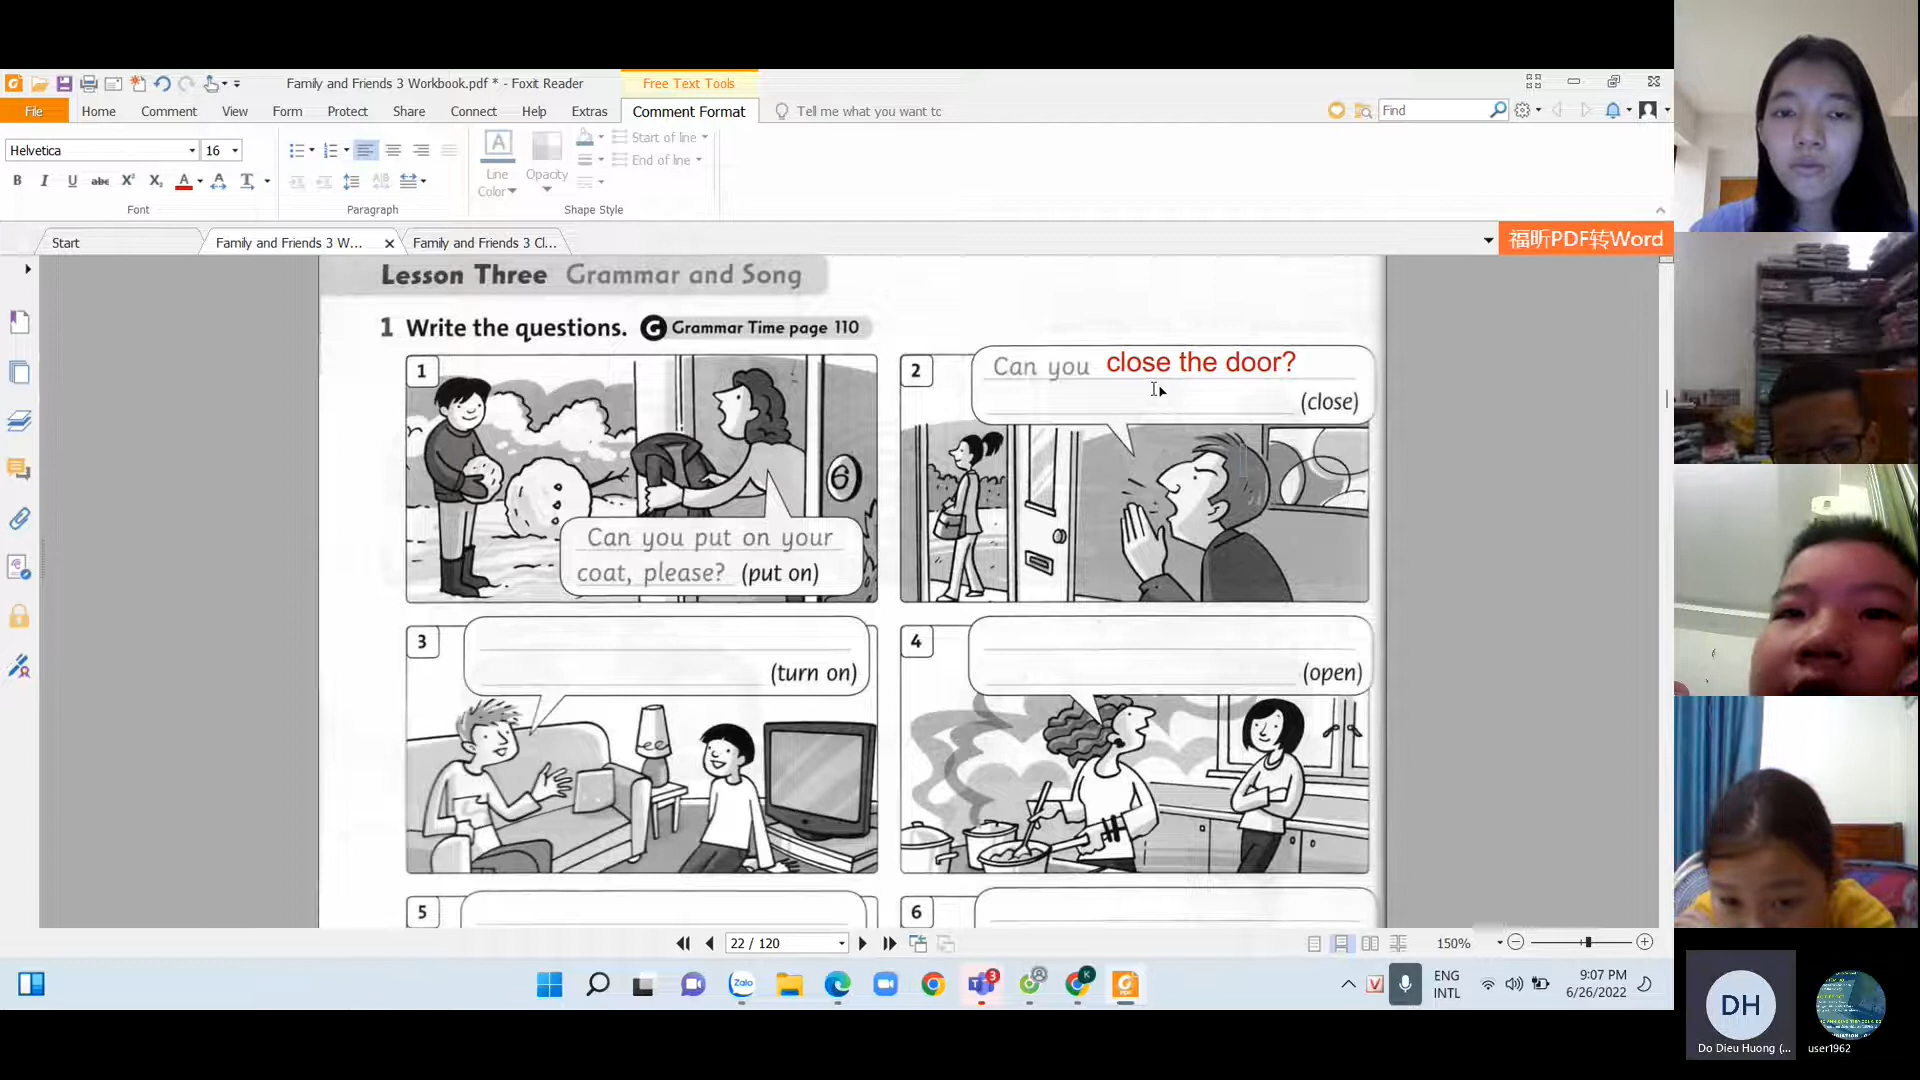 Family and Friends 3 Workbook.pdf * - Foxit Reader
Free Text Tools
File
Home
Comment
View
Form
Protect
Share
Connect
Help
Extras
Comment Format
Tell me what you want tc
Find
Helvetica
16
Line
Color
Opacity
Start of line
End of line
Font
Paragraph
Shape Style
Start
Family and Friends 3 W...
Family and Friends 3 Cl...
福昕PDF转Word
Lesson Three Grammar and Song
1 Write the questions. G Grammar Time page 110
1
6
Can you put on your
coat, please? (put on)
2
Can you close the door?
(close)
3
(turn on)
4
(open)
5
6
22 / 120
150%
Zalo
3
K
ENG
INTL
9:07 PM
6/26/2022
DH
Do Dieu Huong (...
user1962